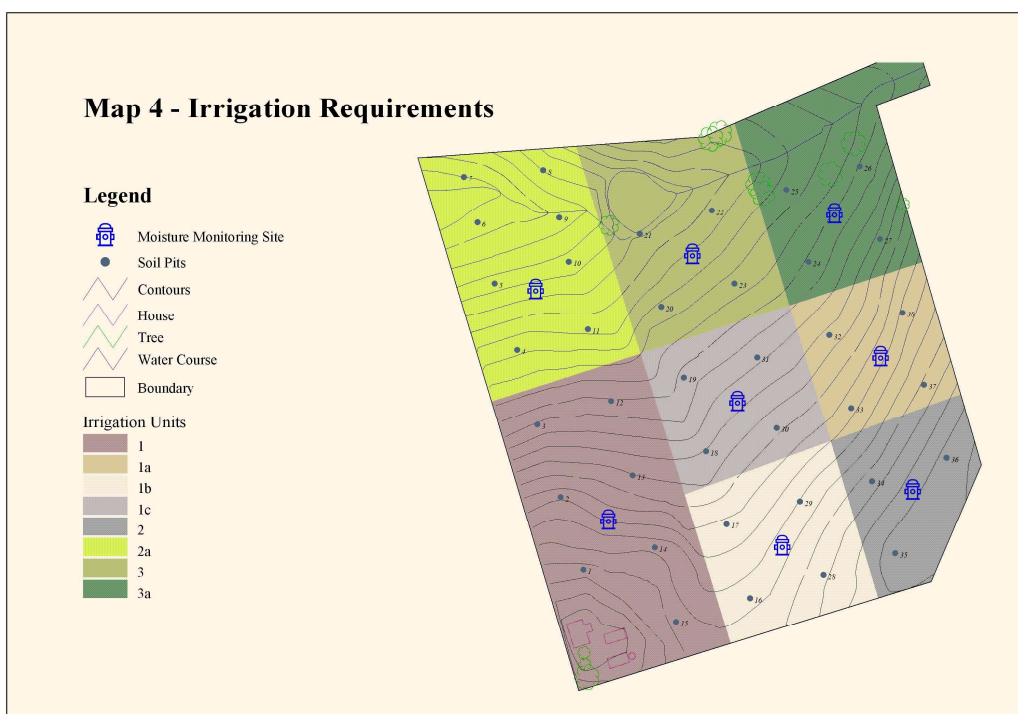 Map 4 - Irrigation Requirements
Legend
Moisture Monitoring Site
Soil Pits
Contours
House
Tree
Water Course
Boundary
Irrigation Units
1
1a
1b
1c
2
2a
3
3a
7
8
6
9
10
5
11
4
21
22
23
20
25
26
27
24
38
32
37
33
31
19
30
18
12
3
13
2
14
1
15
29
17
28
16
36
34
35